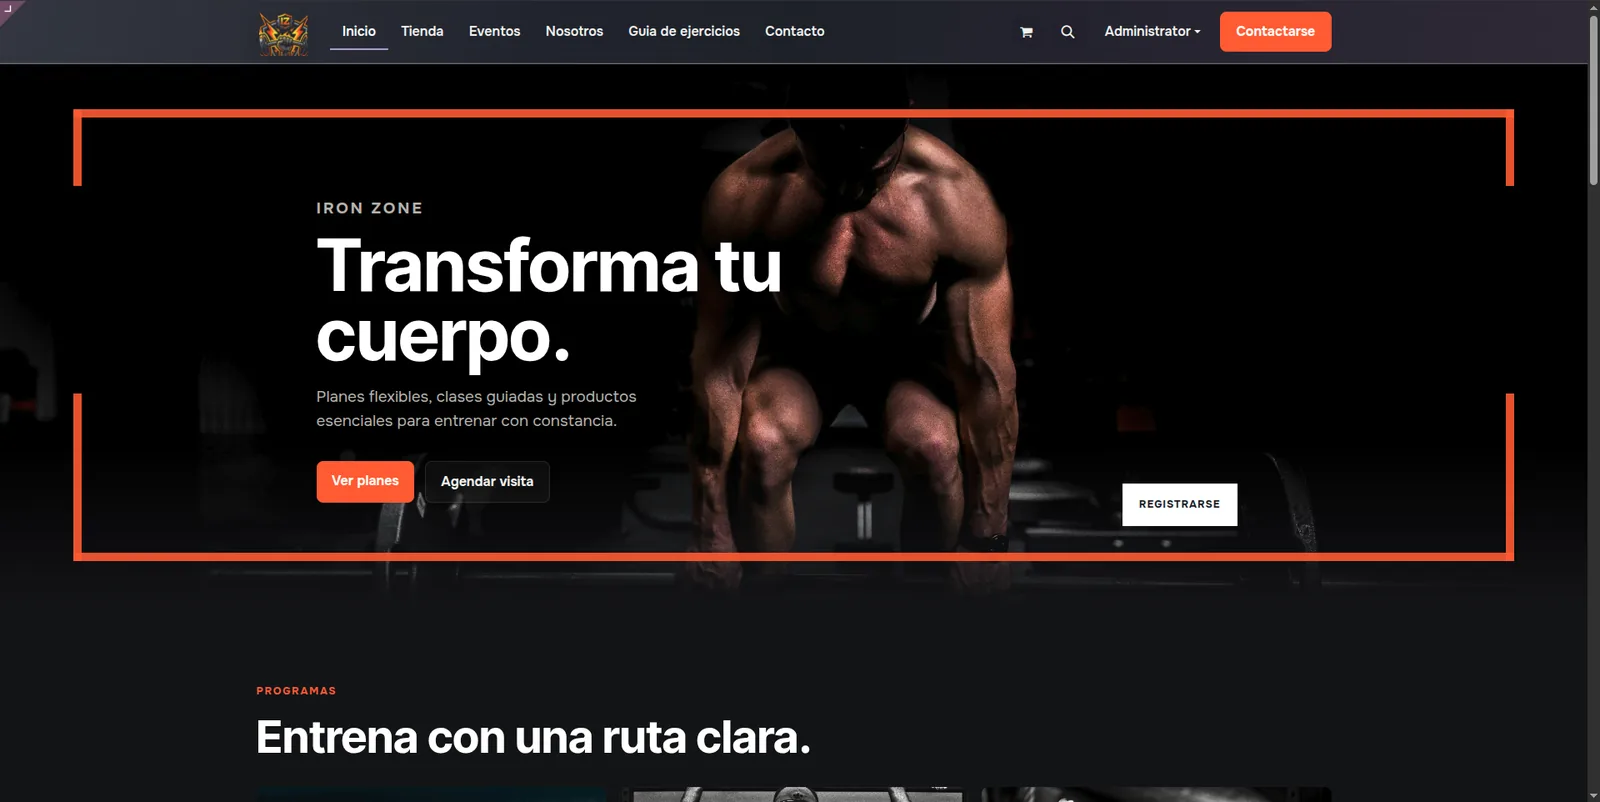 IZ
Inicio
Tienda
Eventos
Nosotros
Guia de ejercicios
Contacto
Administrator
Contactarse
IRON ZONE
Transforma tu
cuerpo.
Planes flexibles, clases guiadas y productos
esenciales para entrenar con constancia.
Ver planes
Agendar visita
REGISTRARSE
PROGRAMAS
Entrena con una ruta clara.